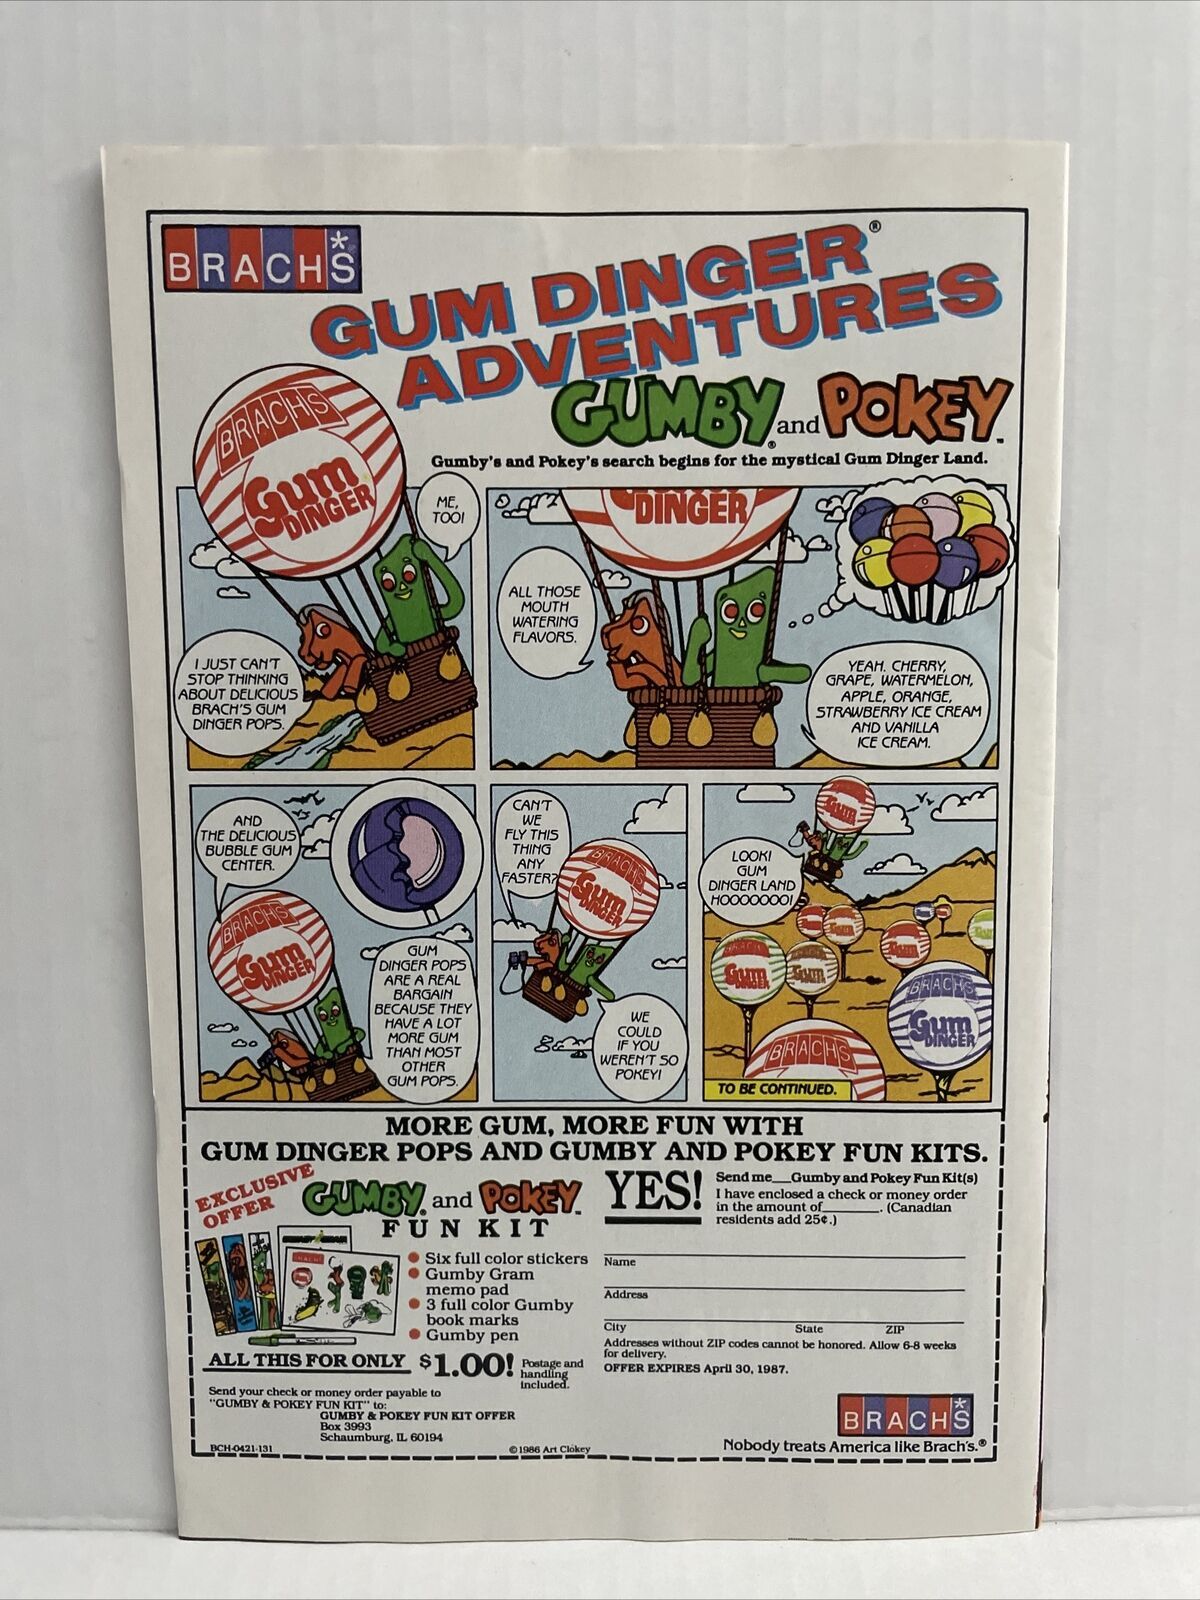 BRACH'S*
GUM DINGER®
ADVENTURES
GUMBY® and POKEY™
Gumby's and Pokey's search begins for the mystical Gum Dinger Land.
BRACHS
Gum
DINGER
ME,
TOO!
I JUST CAN'T
STOP THINKING
ABOUT DELICIOUS
BRACH'S GUM
DINGER POPS.
DINGER
ALL THOSE
MOUTH
WATERING
FLAVORS.
YEAH. CHERRY,
GRAPE, WATERMELON,
APPLE, ORANGE,
STRAWBERRY ICE CREAM
AND VANILLA
ICE CREAM.
AND
THE DELICIOUS
BUBBLE GUM
CENTER.
BRACHS
Gum
DINGER
GUM
DINGER POPS
ARE A REAL
BARGAIN
BECAUSE THEY
HAVE A LOT
MORE GUM
THAN MOST
OTHER
GUM POPS.
CAN'T
WE
FLY THIS
THING
ANY
FASTER?
BRACHS
Gum
DINGER
WE
COULD
IF YOU
WEREN'T SO
POKEY!
LOOK!
GUM
DINGER LAND
HOOOOOOO!
BRACHS
Gum
DINGER
BRACHS
Gum
DINGER
BRACHS
TO BE CONTINUED.
MORE GUM, MORE FUN WITH
GUM DINGER POPS AND GUMBY AND POKEY FUN KITS.
EXCLUSIVE
OFFER
GUMBY® and POKEY™
FUN KIT
Six full color stickers
Gumby Gram
memo pad
3 full color Gumby
book marks
Gumby pen
ALL THIS FOR ONLY $1.00! Postage and
handling
included.
Send your check or money order payable to
"GUMBY & POKEY FUN KIT" to:
GUMBY & POKEY FUN KIT OFFER
Box 3993
Schaumburg, IL 60194
BCH-0421-131
©1986 Art Clokey
YES!
Send me___Gumby and Pokey Fun Kit(s)
I have enclosed a check or money order
in the amount of________. (Canadian
residents add 25¢.)
Name
Address
City State ZIP
Addresses without ZIP codes cannot be honored. Allow 6-8 weeks
for delivery.
OFFER EXPIRES April 30, 1987.
BRACH'S*
Nobody treats America like Brach's.®